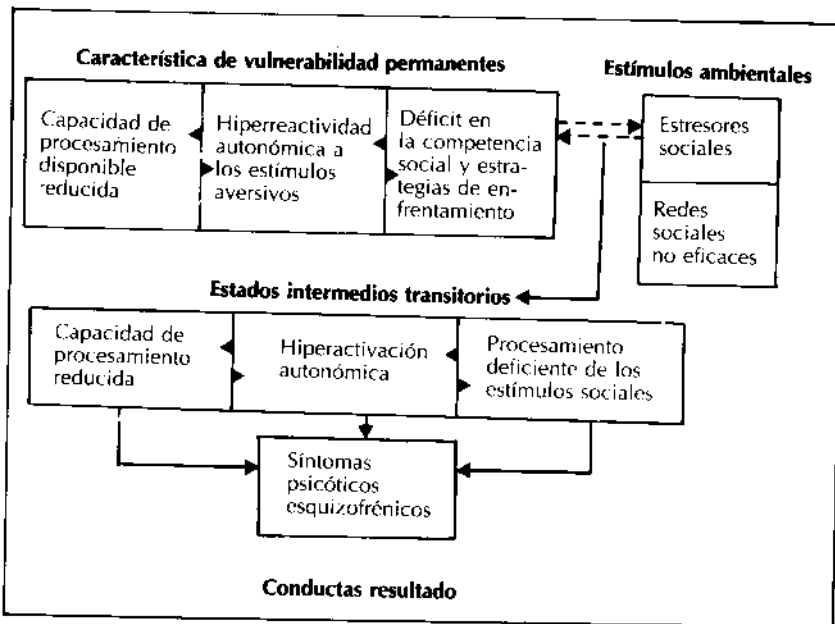 Característica de vulnerabilidad permanentes
Estímulos ambientales
Capacidad de
procesamiento
disponible
reducida
Hiperreactividad
autonómica a
los estímulos
aversivos
Déficit en
la competencia
social y estra-
tegias de en-
frentamiento
Estresores
sociales
Redes
sociales
no eficaces
Estados intermedios transitorios
Capacidad de
procesamiento
reducida
Hiperactivación
autonómica
Procesamiento
deficiente de los
estímulos sociales
Síntomas
psicóticos
esquizofrénicos
Conductas resultado